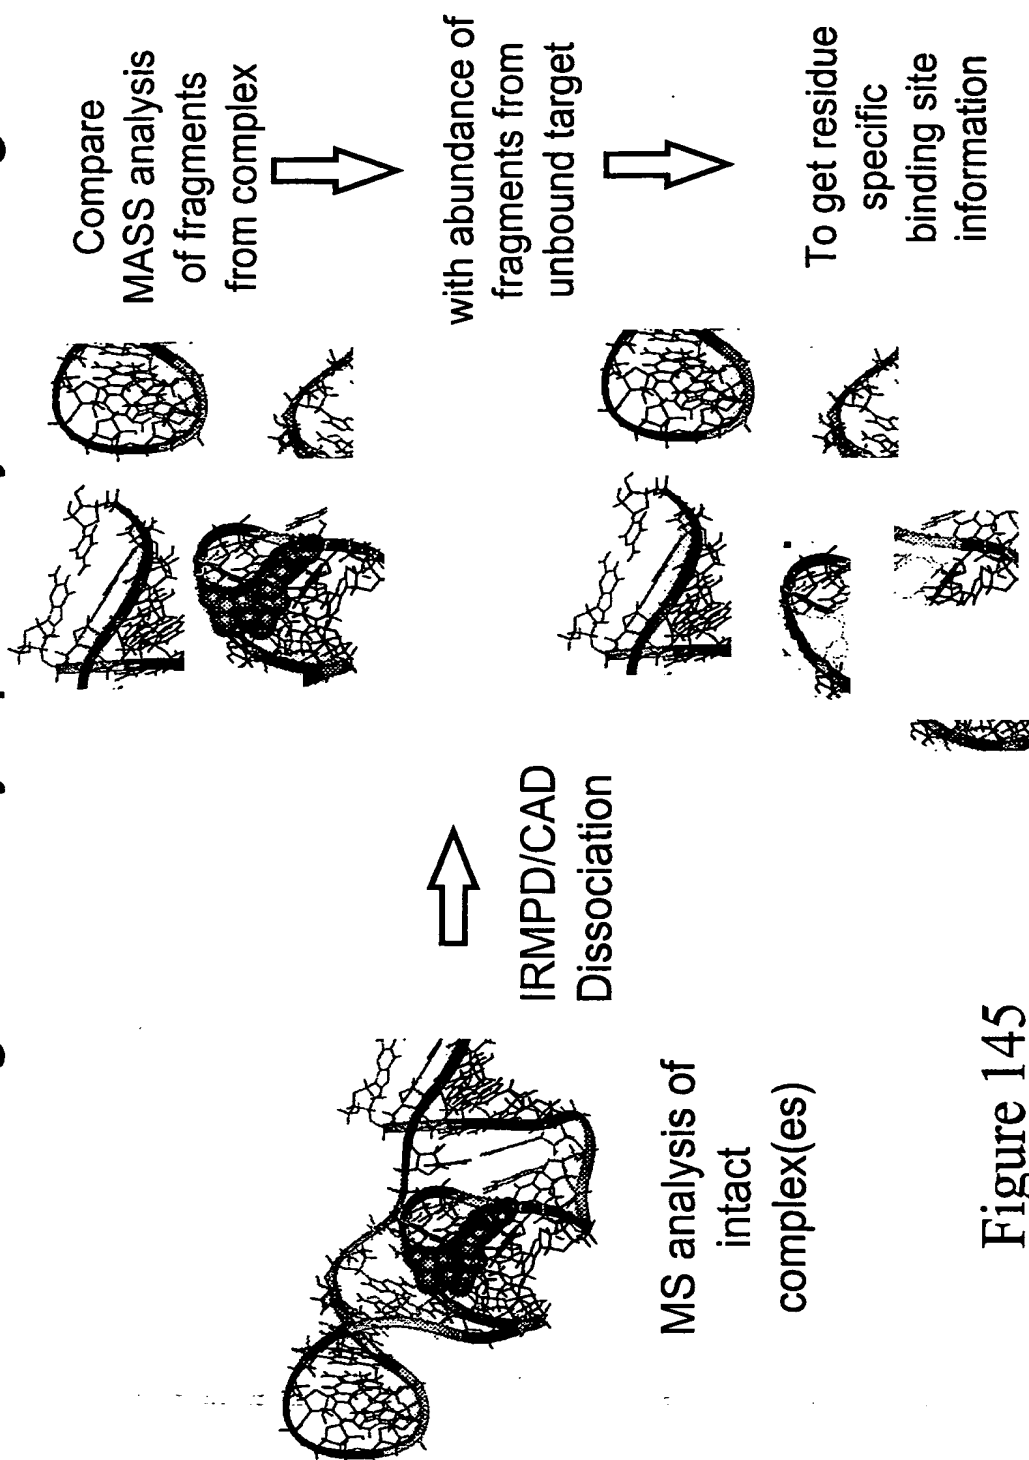 MS analysis of
intact
complex(es)
IRMPD/CAD
Dissociation
Compare
MASS analysis
of fragments
from complex
with abundance of
fragments from
unbound target
To get residue
specific
binding site
information
Figure 145